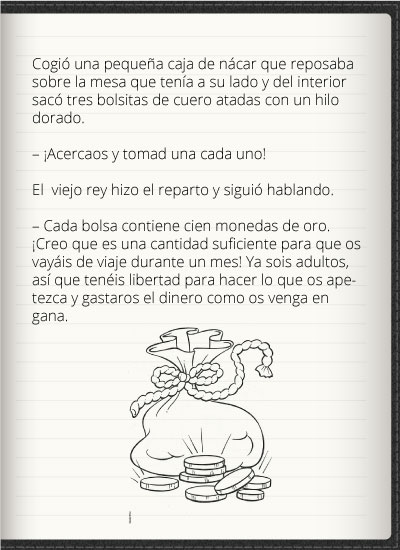 Cogió una pequeña caja de nácar que reposaba
sobre la mesa que tenía a su lado y del interior
sacó tres bolsitas de cuero atadas con un hilo
dorado.
– ¡Acercaos y tomad una cada uno!
El viejo rey hizo el reparto y siguió hablando.
– Cada bolsa contiene cien monedas de oro.
¡Creo que es una cantidad suficiente para que os
vayáis de viaje durante un mes! Ya sois adultos,
así que tenéis libertad para hacer lo que os ape-
tezca y gastaros el dinero como os venga en
gana.